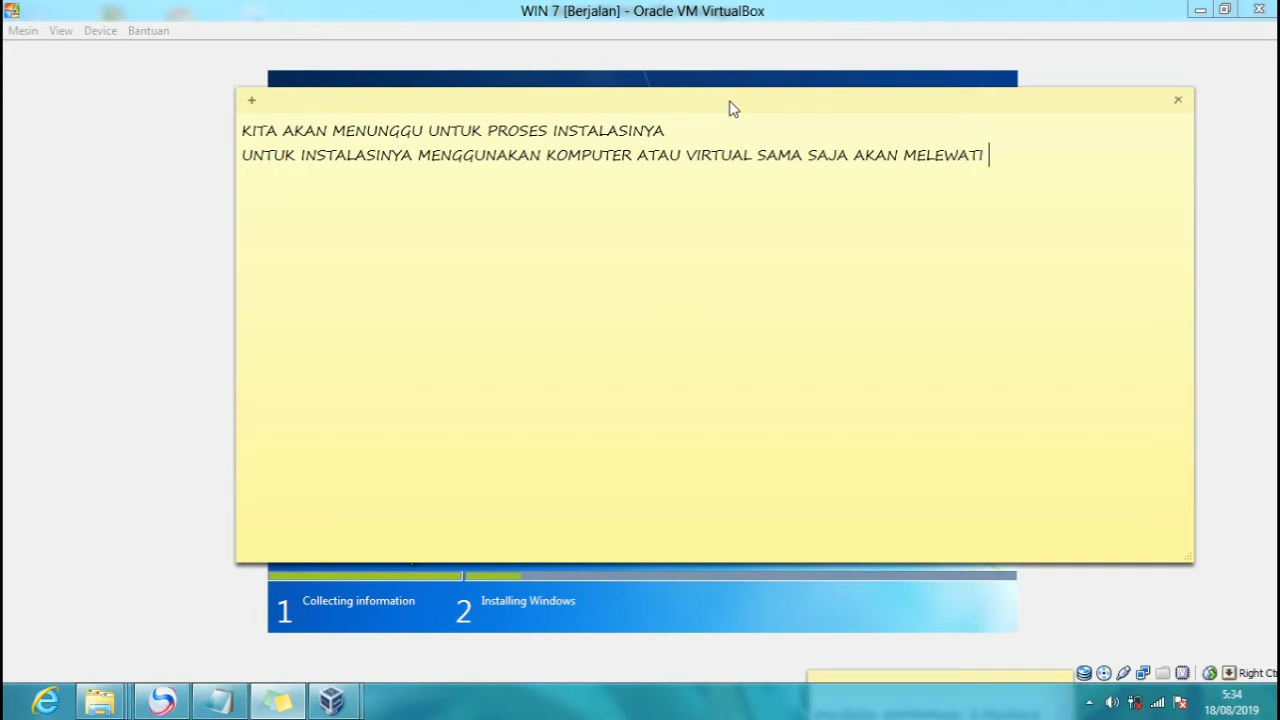 WIN 7 [Berjalan] - Oracle VM VirtualBox
Mesin View Device Bantuan
KITA AKAN MENUNGGU UNTUK PROSES INSTALASINYA
UNTUK INSTALASINYA MENGGUNAKAN KOMPUTER ATAU VIRTUAL SAMA SAJA AKAN MELEWATI
1 Collecting information 2 Installing Windows
Right Ct
5:34
18/08/2019